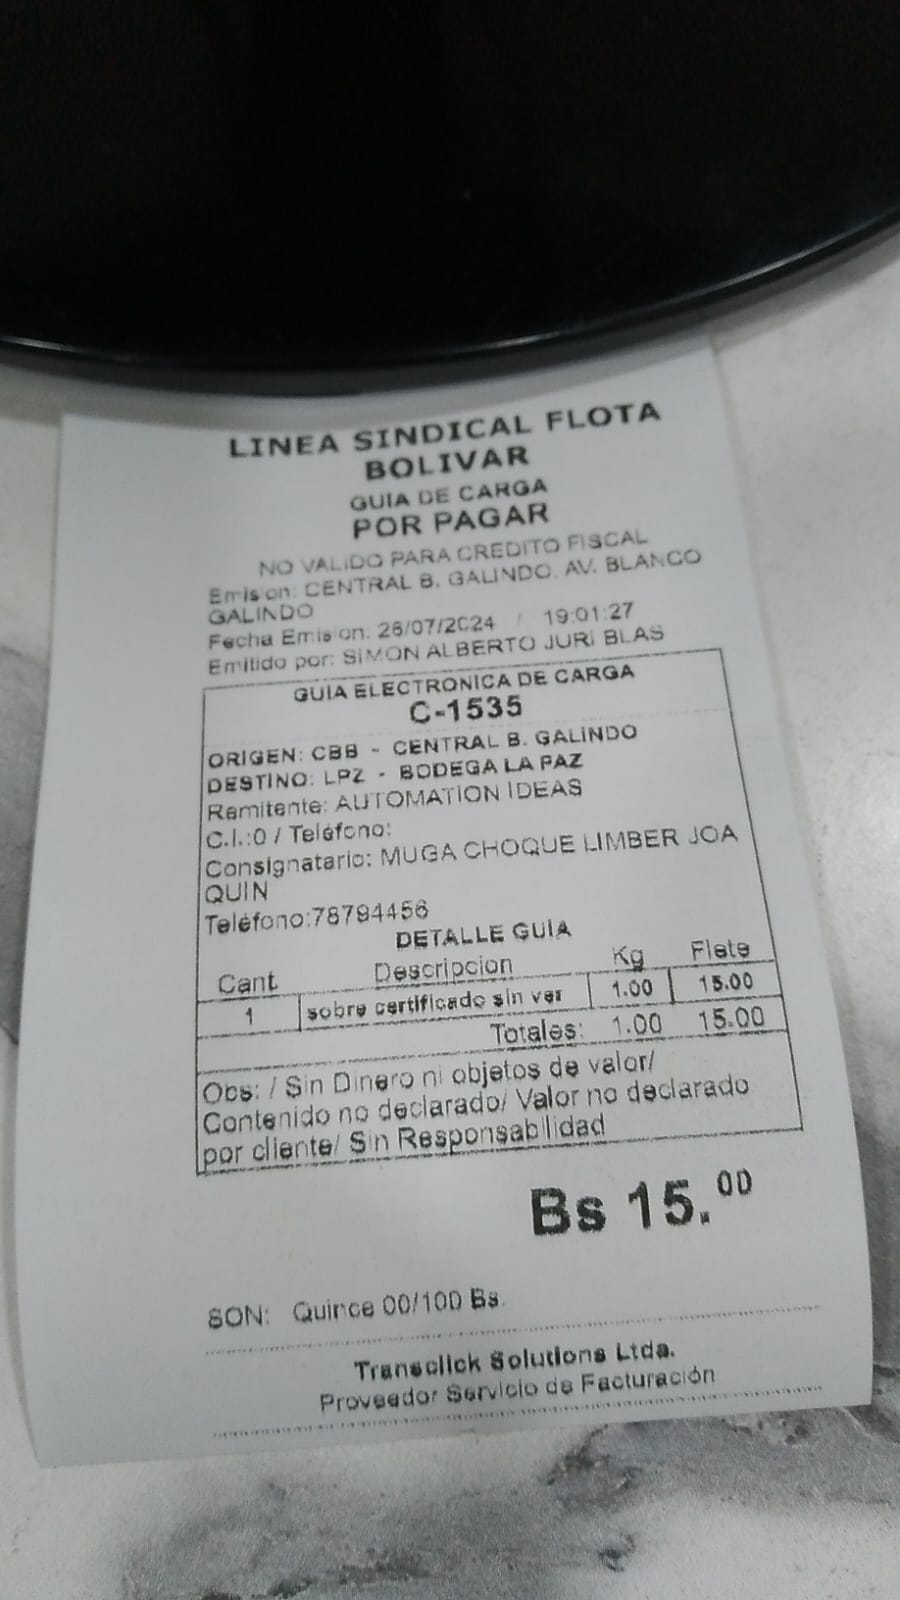 LINEA SINDICAL FLOTA
BOLIVAR
GUIA DE CARGA
POR PAGAR
NO VALIDO PARA CREDITO FISCAL
Emision: CENTRAL B. GALINDO, AV. BLANCO
GALINDO
Fecha Emision: 26/07/2024 / 19:01:27
Emitido por: SIMON ALBERTO JURI BLAS
GUIA ELECTRONICA DE CARGA
C-1535
ORIGEN: CBB - CENTRAL B. GALINDO
DESTINO: LPZ - BODEGA LA PAZ
Remitente: AUTOMATION IDEAS
C.I.:0 / Teléfono:
Consignatario: MUGA CHOQUE LIMBER JOA
QUIN
Teléfono:78794456
DETALLE GUIA
Cant Descripcion Kg Flete
1 sobre certificado sin ver 1.00 15.00
Totales: 1.00 15.00
Obs: / Sin Dinero ni objetos de valor/
Contenido no declarado/ Valor no declarado
por cliente/ Sin Responsabilidad
Bs 15.00
SON: Quince 00/100 Bs.
Transclick Solutions Ltda.
Proveedor Servicio de Facturación